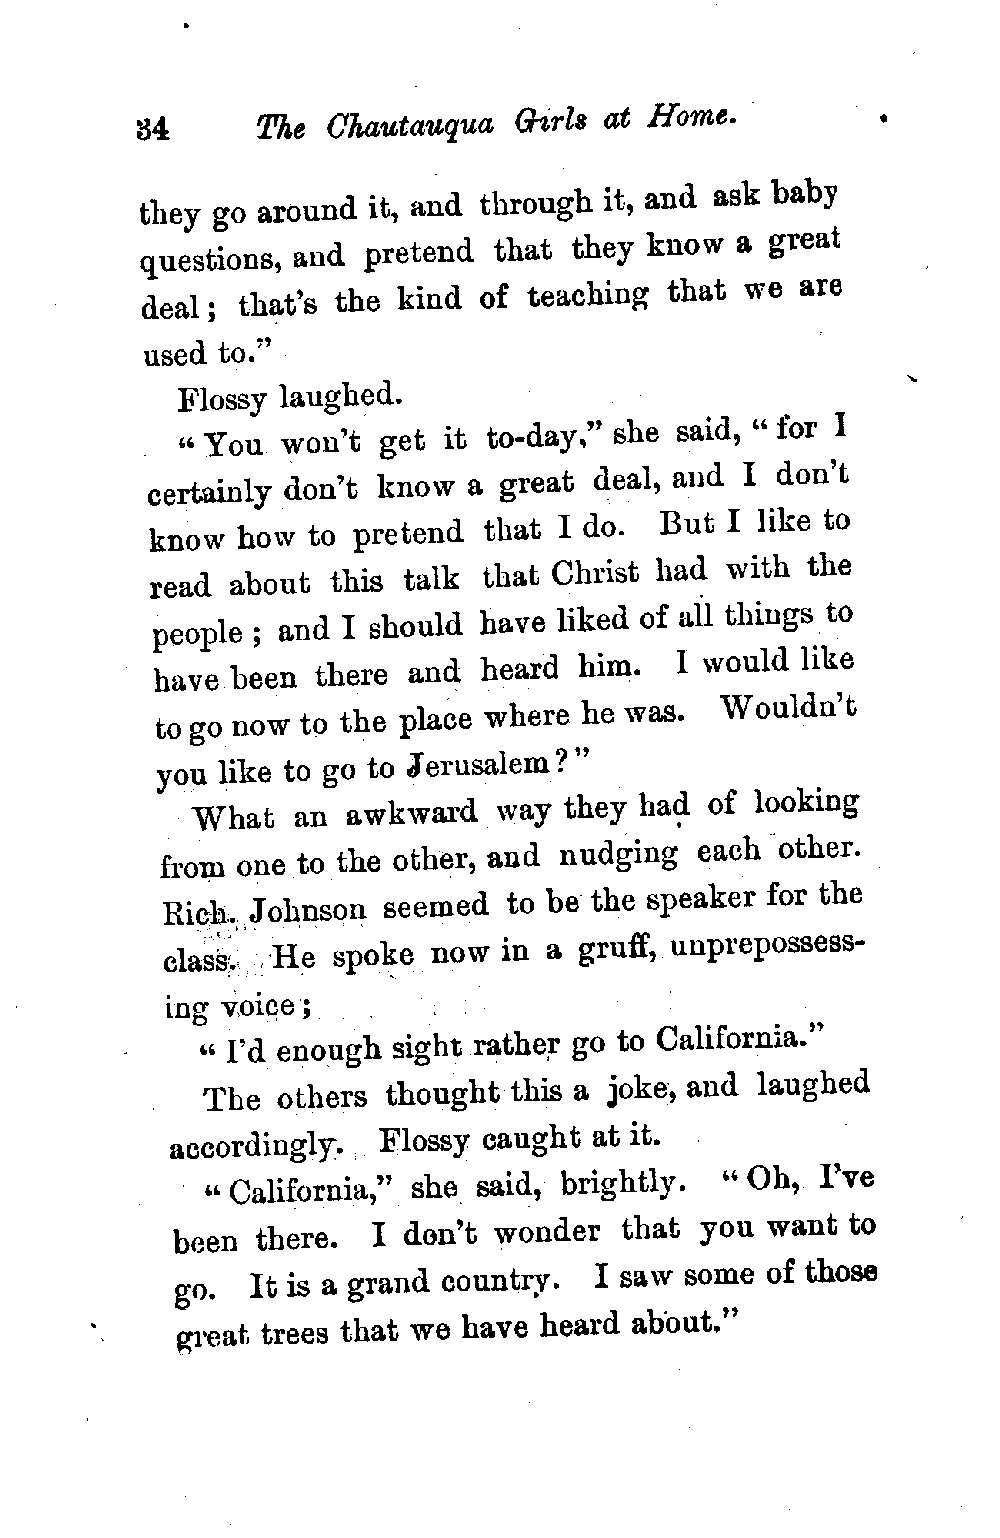 34 The Chautauqua Girls at Home.
they go around it, and through it, and ask baby
questions, and pretend that they know a great
deal; that's the kind of teaching that we are
used to."
Flossy laughed.
"You won't get it to-day," she said, "for I
certainly don't know a great deal, and I don't
know how to pretend that I do. But I like to
read about this talk that Christ had with the
people; and I should have liked of all things to
have been there and heard him. I would like
to go now to the place where he was. Wouldn't
you like to go to Jerusalem?"
What an awkward way they had of looking
from one to the other, and nudging each other.
Rich. Johnson seemed to be the speaker for the
class. He spoke now in a gruff, unprepossess-
ing voice;
"I'd enough sight rather go to California."
The others thought this a joke, and laughed
accordingly. Flossy caught at it.
"California," she said, brightly. "Oh, I've
been there. I don't wonder that you want to
go. It is a grand country. I saw some of those
great trees that we have heard about."